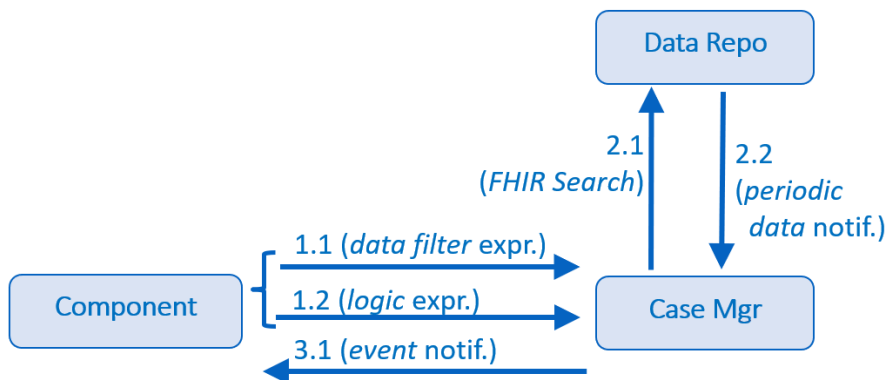 Data Repo
2.1
(FHIR Search)
2.2
(periodic
data notif.)
1.1 (data filter expr.)
Component
1.2 (logic expr.)
Case Mgr
3.1 (event notif.)